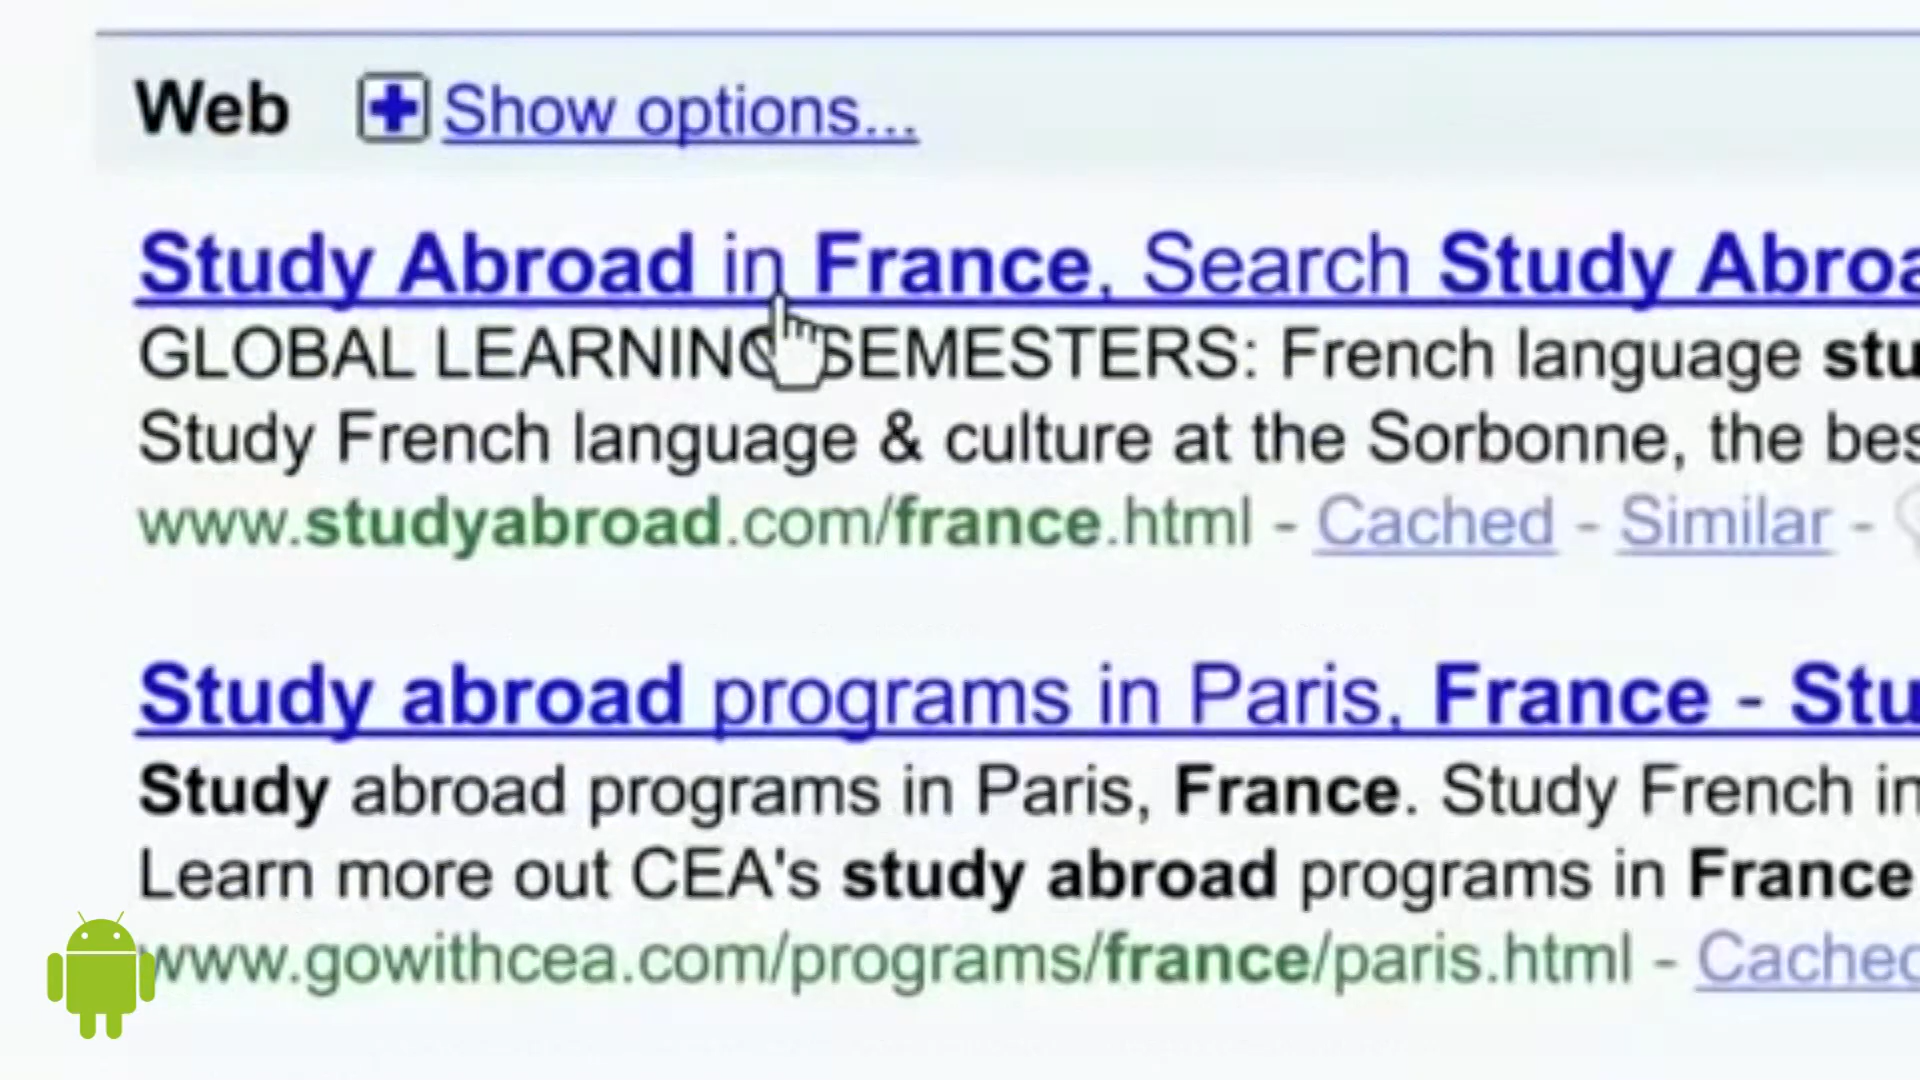 Web Show options...
Study Abroad in France, Search Study Abroa
GLOBAL LEARNING SEMESTERS: French language stu
Study French language & culture at the Sorbonne, the bes
www.studyabroad.com/france.html - Cached - Similar -
Study abroad programs in Paris, France - Stu
Study abroad programs in Paris, France. Study French in
Learn more out CEA's study abroad programs in France
www.gowithcea.com/programs/france/paris.html - Cached